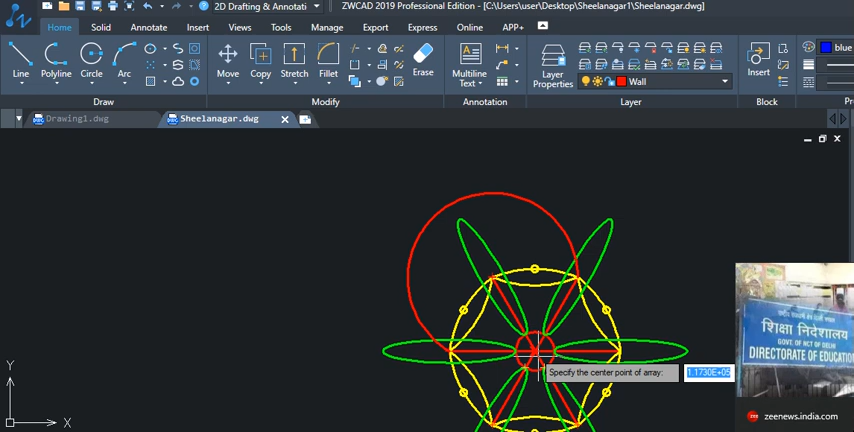 2D Drafting & Annotati
ZWCAD 2019 Professional Edition - [C:\Users\user\Desktop\Sheelanagar1\Sheelanagar.dwg]
Home Solid Annotate Insert Views Tools Manage Export Express Online APP+
Line Polyline Circle Arc Move Copy Stretch Fillet Erase Multiline Text Layer Properties Wall Insert blue
Draw Modify Annotation Layer Block
Drawing1.dwg Sheelanagar.dwg
Specify the center point of array: 1.1730E+05
शिक्षा निदेशालय
GOVT. OF NCT OF DELHI
DIRECTORATE OF EDUCATIO
zeenews.india.com
Y
X